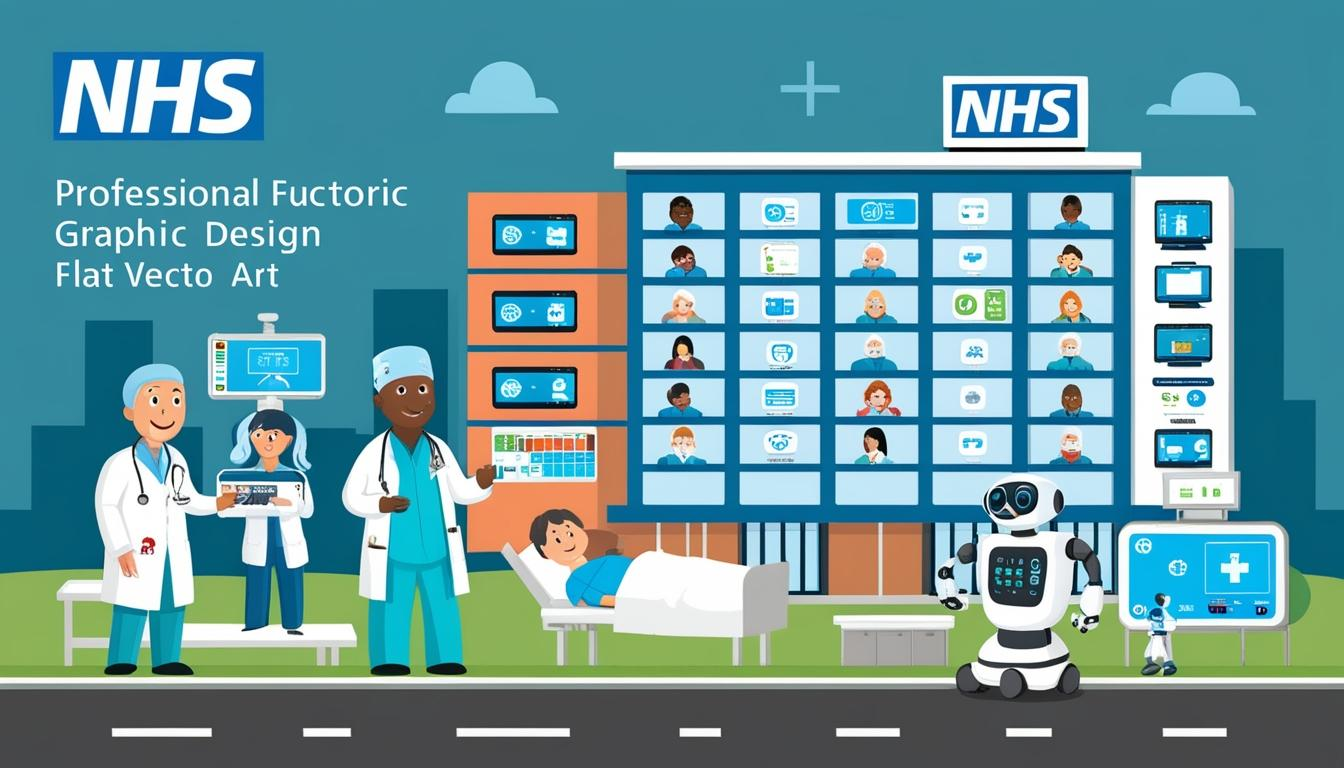 NHS
NHS
Professional Fuctoric
Graphic Design
Flat Vecto Art